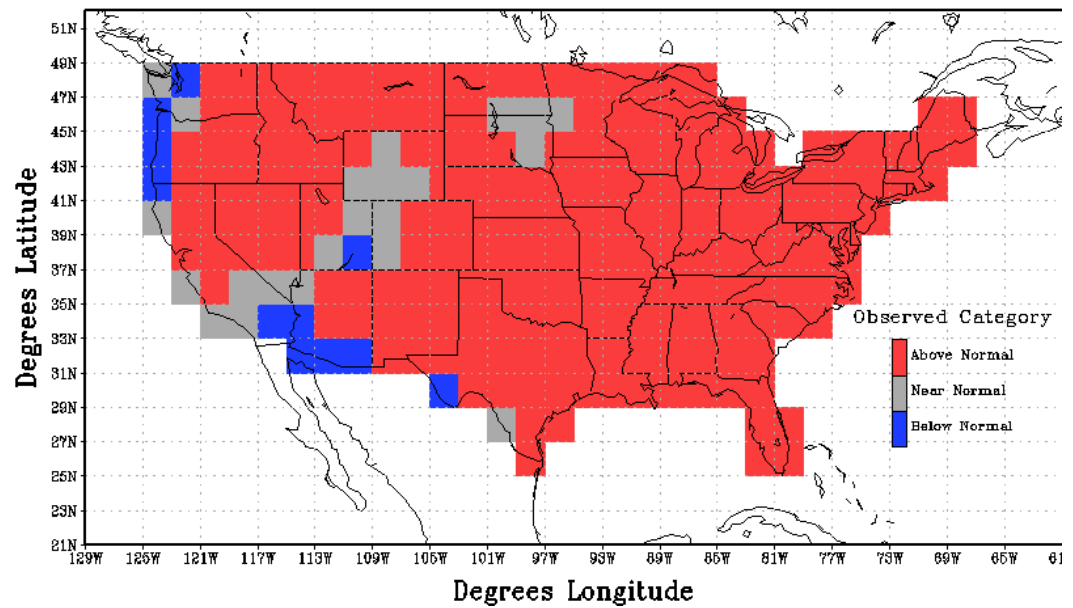 51N
49N
47N
45N
43N
41N
39N
37N
35N
33N
31N
29N
27N
25N
23N
21N
Degrees Latitude
Observed Category
Above Normal
Near Normal
Below Normal
129W 125W 121W 117W 113W 109W 105W 101W 97W 93W 89W 85W 81W 77W 73W 69W 65W 61
Degrees Longitude